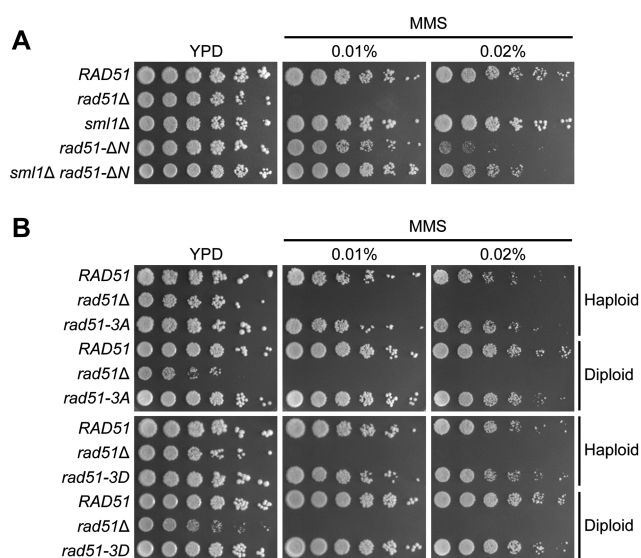 MMS
A
YPD 0.01% 0.02%
RAD51
rad51Δ
sml1Δ
rad51-ΔN
sml1Δ rad51-ΔN
MMS
B
YPD 0.01% 0.02%
RAD51
rad51Δ
rad51-3A
Haploid
RAD51
rad51Δ
rad51-3A
Diploid
RAD51
rad51Δ
rad51-3D
Haploid
RAD51
rad51Δ
rad51-3D
Diploid